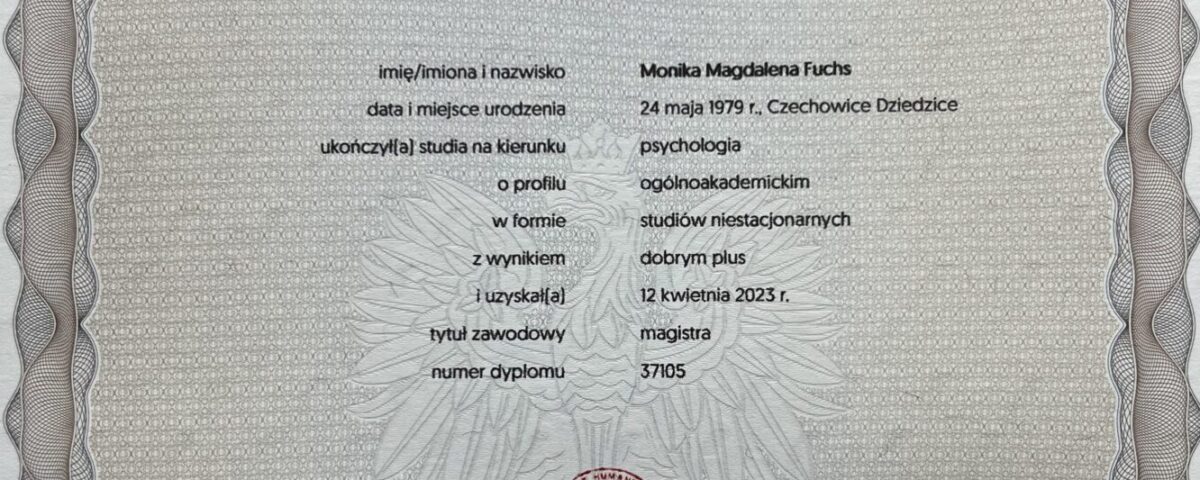 imię/imiona i nazwisko Monika Magdalena Fuchs
data i miejsce urodzenia 24 maja 1979 r., Czechowice Dziedzice
ukończył(a) studia na kierunku psychologia
o profilu ogólnoakademickim
w formie studiów niestacjonarnych
z wynikiem dobrym plus
i uzyskał(a) 12 kwietnia 2023 r.
tytuł zawodowy magistra
numer dyplomu 37105